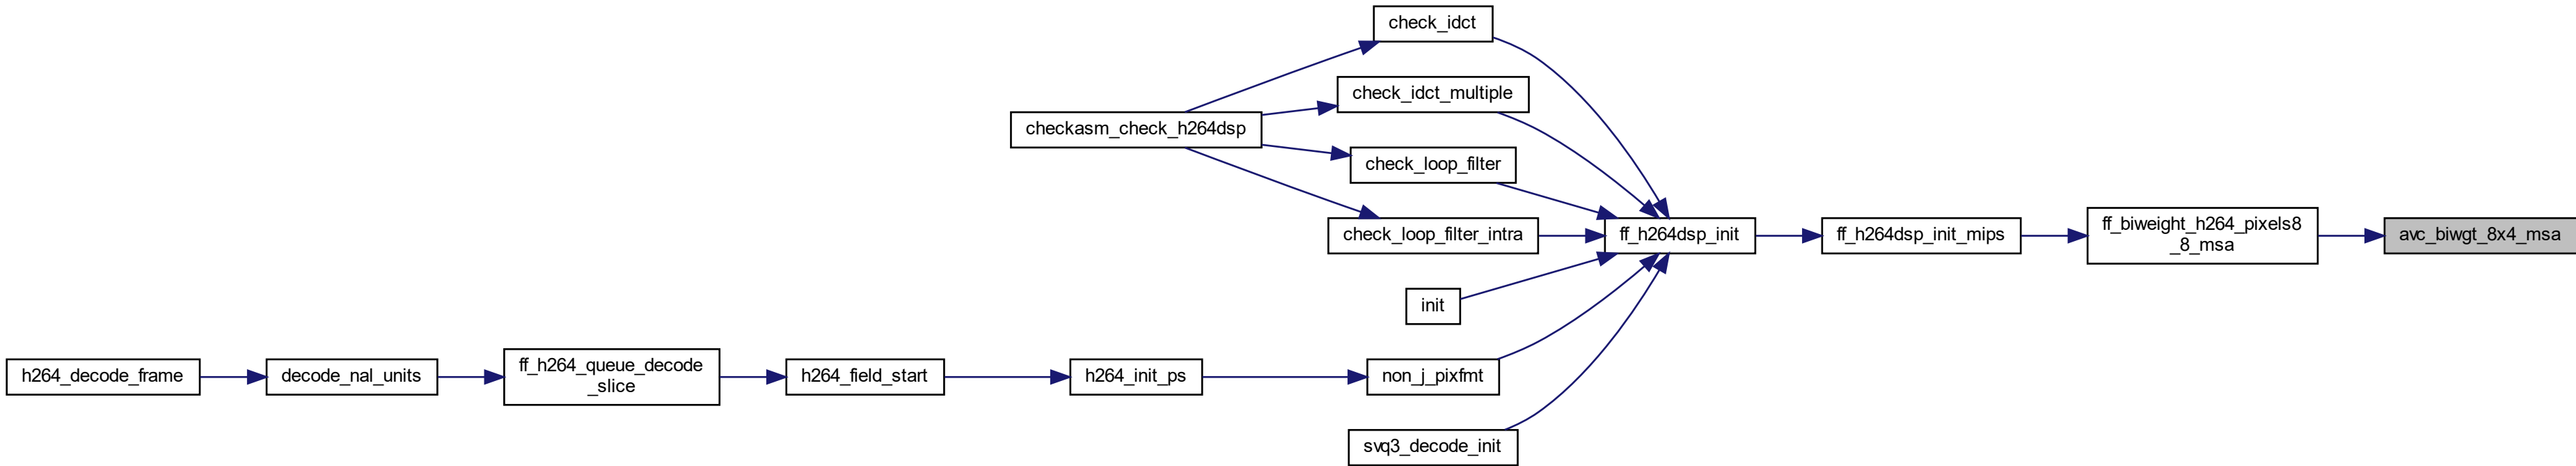 check_idct
check_idct_multiple
checkasm_check_h264dsp
check_loop_filter
check_loop_filter_intra
ff_h264dsp_init
ff_h264dsp_init_mips
ff_biweight_h264_pixels8
_8_msa
avc_biwgt_8x4_msa
init
h264_decode_frame
decode_nal_units
ff_h264_queue_decode
_slice
h264_field_start
h264_init_ps
non_j_pixfmt
svq3_decode_init